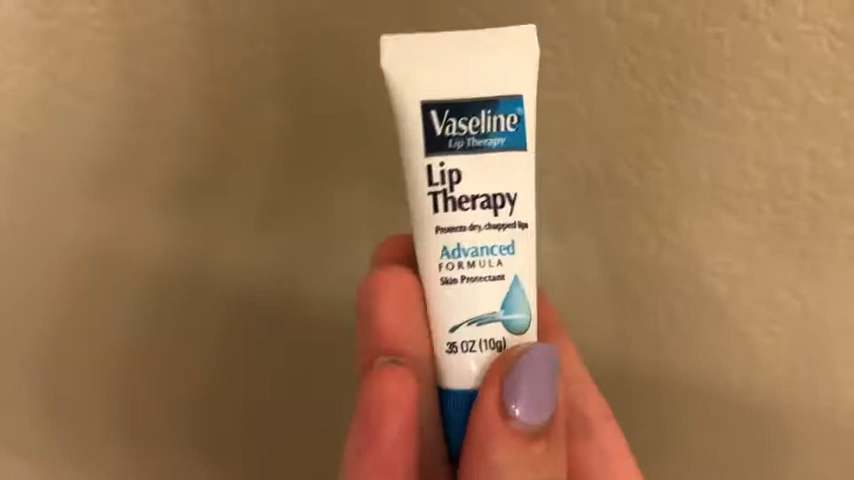 Vaseline
Lip Therapy
Lip
Therapy
Protects dry, chapped lips
Advanced
FORMULA
Skin Protectant
.35 OZ (10g)